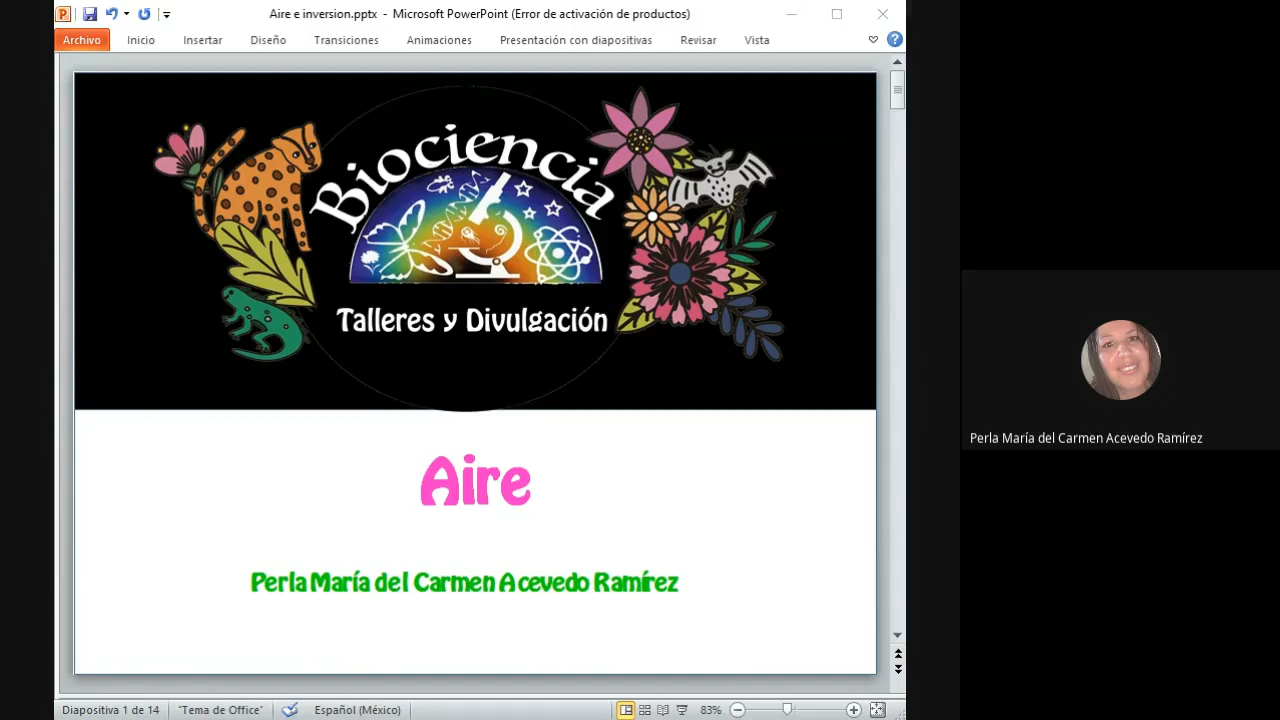 Aire e inversion.pptx - Microsoft PowerPoint (Error de activación de productos)
Archivo Inicio Insertar Diseño Transiciones Animaciones Presentación con diapositivas Revisar Vista
Biociencia
Talleres y Divulgación
Aire
Perla María del Carmen Acevedo Ramírez
Perla María del Carmen Acevedo Ramírez
Diapositiva 1 de 14 "Tema de Office" Español (México) 83%